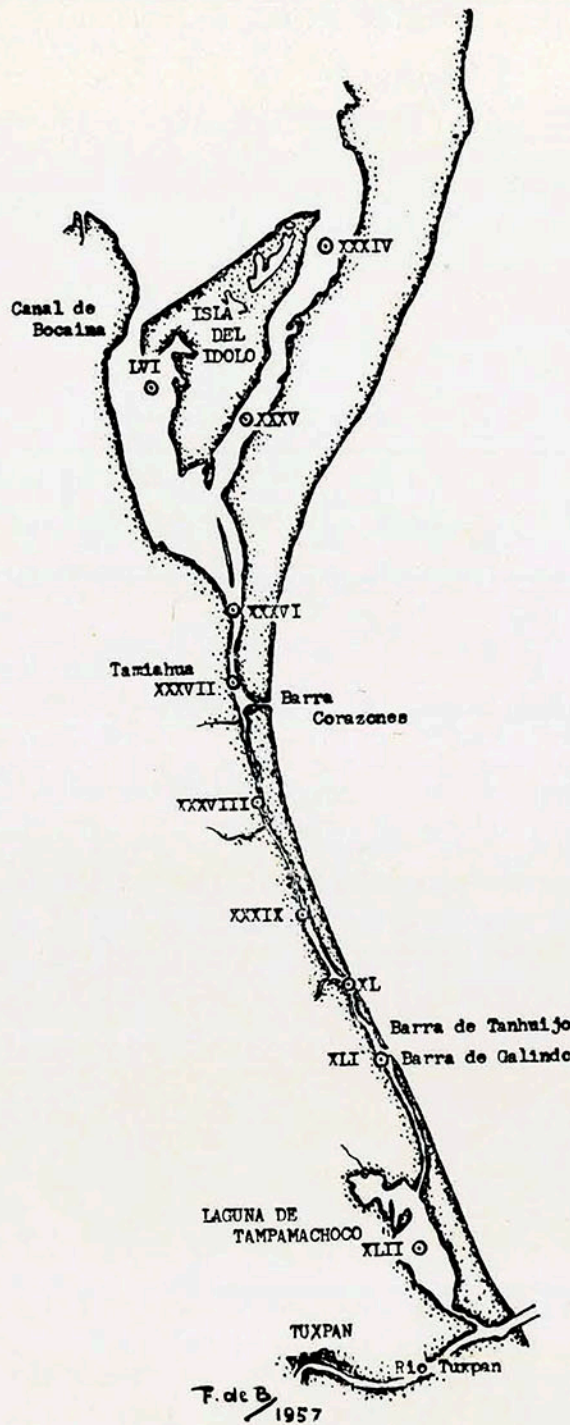 XXXIV
Canal de
Bocaina
ISLA
DEL
IDOLO
LVI
XXXV
XXXVI
Tamiahua
XXXVII
Barra
Corazones
XXXVIII
XXXIX
XL
Barra de Tanhuijo
XLI
Barra de Galindo
LAGUNA DE
TAMPAMACHOCO
XLII
TUXPAN
Rio Tuxpan
F. de B.
1957